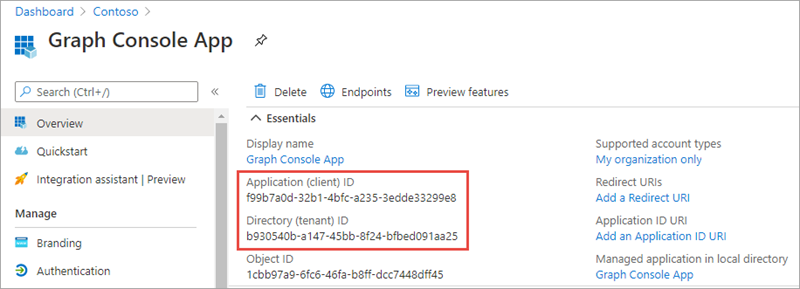 Dashboard > Contoso >
Graph Console App
Search (Ctrl+/)
«
Overview
Quickstart
Integration assistant | Preview
Manage
Branding
Authentication
Delete Endpoints Preview features
Essentials
Display name
Graph Console App
Application (client) ID
f99b7a0d-32b1-4bfc-a235-3edde33299e8
Directory (tenant) ID
b930540b-a147-45bb-8f24-bfbed091aa25
Object ID
1cbb97a9-6fc6-46fa-b8ff-dcc7448dff45
Supported account types
My organization only
Redirect URIs
Add a Redirect URI
Application ID URI
Add an Application ID URI
Managed application in local directory
Graph Console App